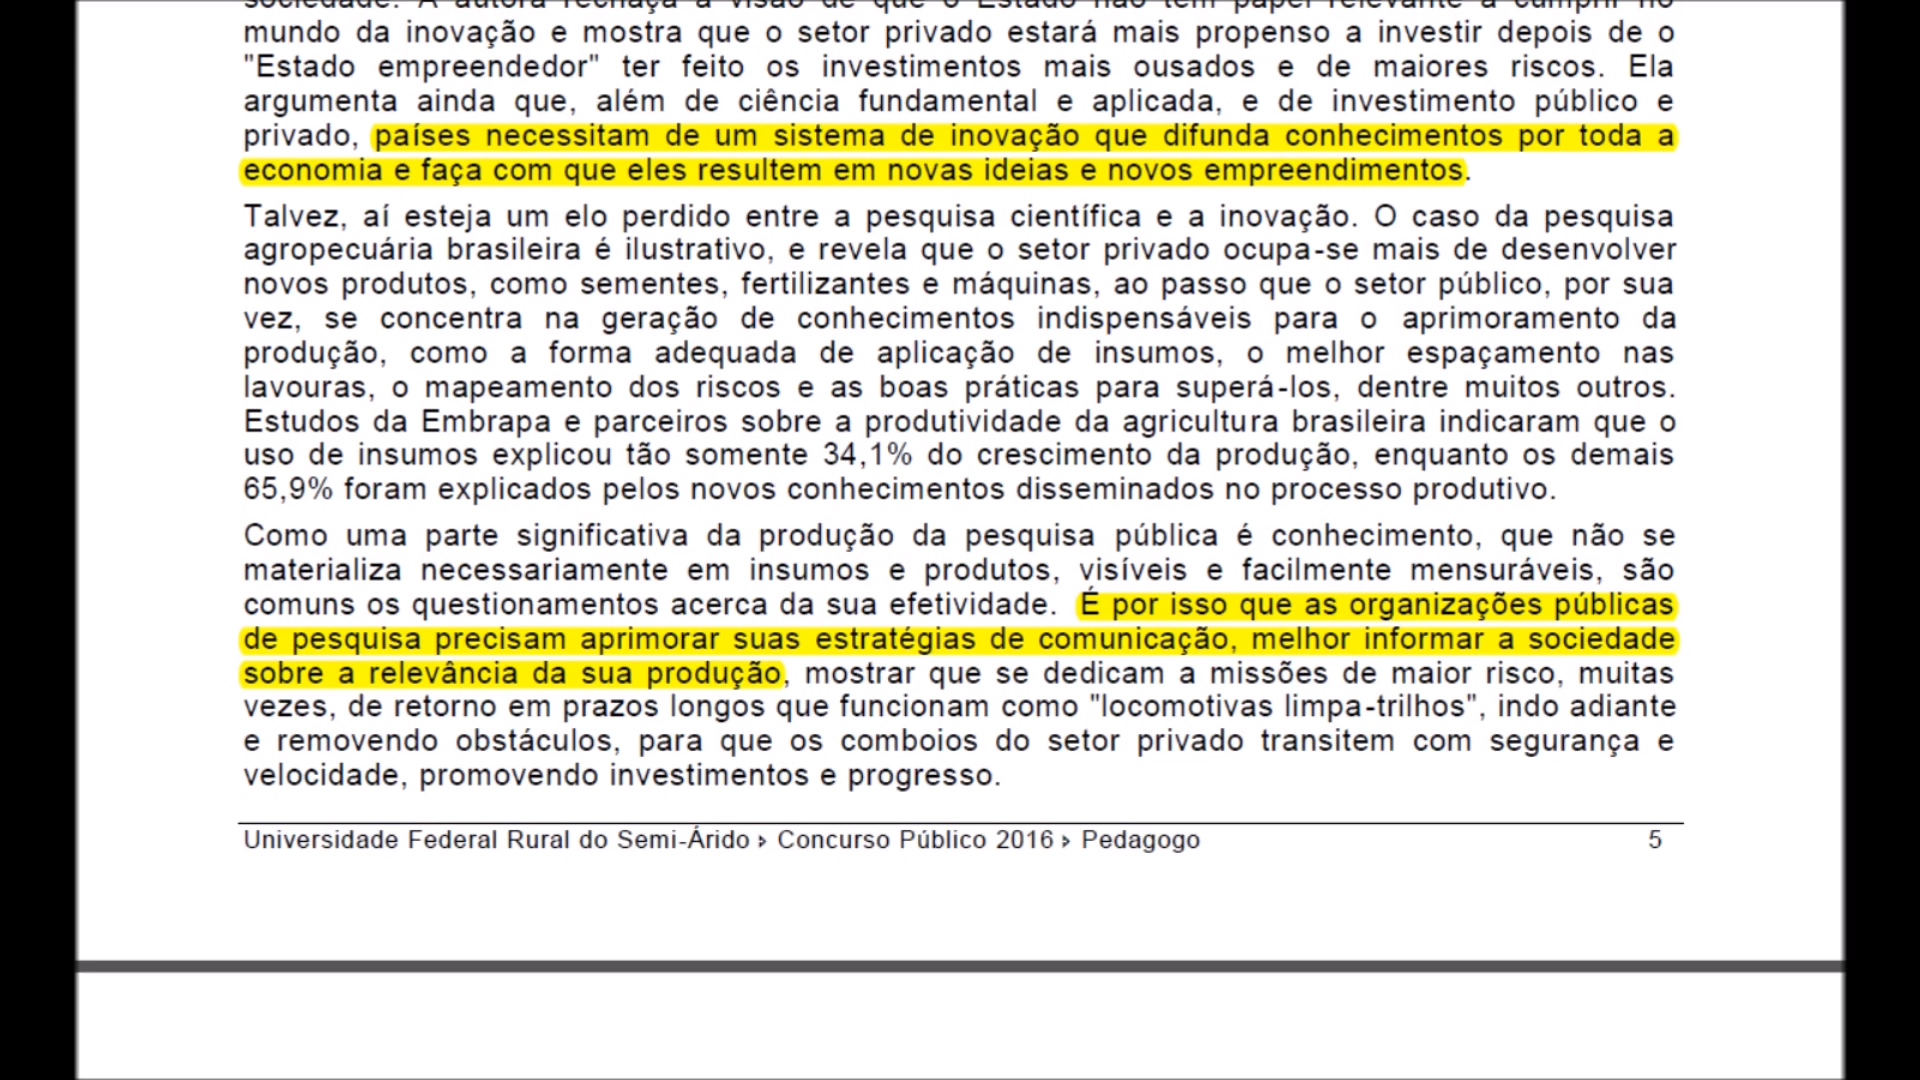 sociedade. A autora rechaça a visão de que o Estado não tem papel relevante a cumprir no
mundo da inovação e mostra que o setor privado estará mais propenso a investir depois de o
"Estado empreendedor" ter feito os investimentos mais ousados e de maiores riscos. Ela
argumenta ainda que, além de ciência fundamental e aplicada, e de investimento público e
privado, países necessitam de um sistema de inovação que difunda conhecimentos por toda a
economia e faça com que eles resultem em novas ideias e novos empreendimentos.
Talvez, aí esteja um elo perdido entre a pesquisa científica e a inovação. O caso da pesquisa
agropecuária brasileira é ilustrativo, e revela que o setor privado ocupa-se mais de desenvolver
novos produtos, como sementes, fertilizantes e máquinas, ao passo que o setor público, por sua
vez, se concentra na geração de conhecimentos indispensáveis para o aprimoramento da
produção, como a forma adequada de aplicação de insumos, o melhor espaçamento nas
lavouras, o mapeamento dos riscos e as boas práticas para superá-los, dentre muitos outros.
Estudos da Embrapa e parceiros sobre a produtividade da agricultura brasileira indicaram que o
uso de insumos explicou tão somente 34,1% do crescimento da produção, enquanto os demais
65,9% foram explicados pelos novos conhecimentos disseminados no processo produtivo.
Como uma parte significativa da produção da pesquisa pública é conhecimento, que não se
materializa necessariamente em insumos e produtos, visíveis e facilmente mensuráveis, são
comuns os questionamentos acerca da sua efetividade. É por isso que as organizações públicas
de pesquisa precisam aprimorar suas estratégias de comunicação, melhor informar a sociedade
sobre a relevância da sua produção, mostrar que se dedicam a missões de maior risco, muitas
vezes, de retorno em prazos longos que funcionam como "locomotivas limpa-trilhos", indo adiante
e removendo obstáculos, para que os comboios do setor privado transitem com segurança e
velocidade, promovendo investimentos e progresso.
Universidade Federal Rural do Semi-Árido › Concurso Público 2016 › Pedagogo 5